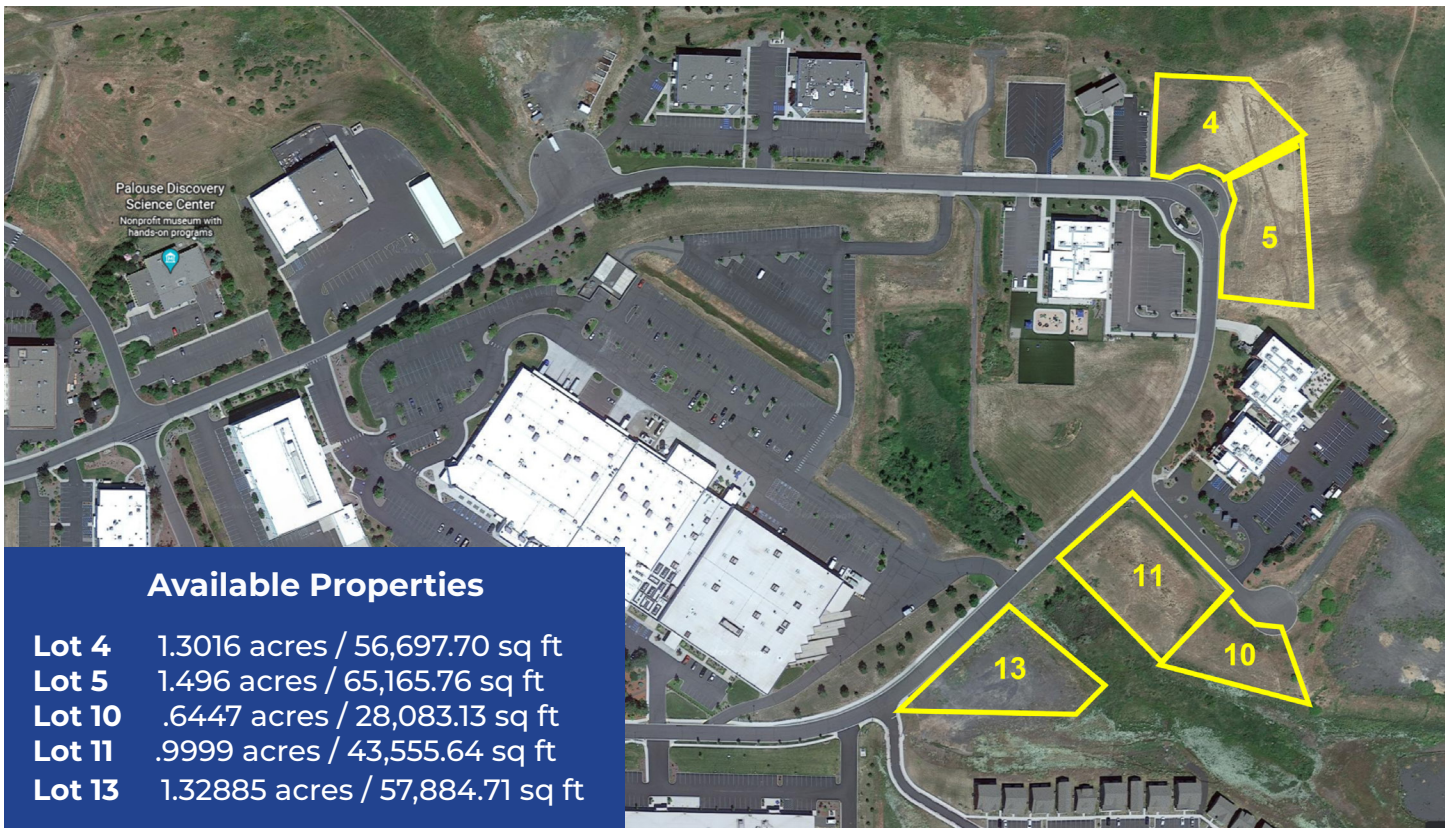 Palouse Discovery
Science Center
Nonprofit museum with
hands-on programs
4
5
11
10
13
Available Properties
Lot 4 1.3016 acres / 56,697.70 sq ft
Lot 5 1.496 acres / 65,165.76 sq ft
Lot 10 .6447 acres / 28,083.13 sq ft
Lot 11 .9999 acres / 43,555.64 sq ft
Lot 13 1.32885 acres / 57,884.71 sq ft